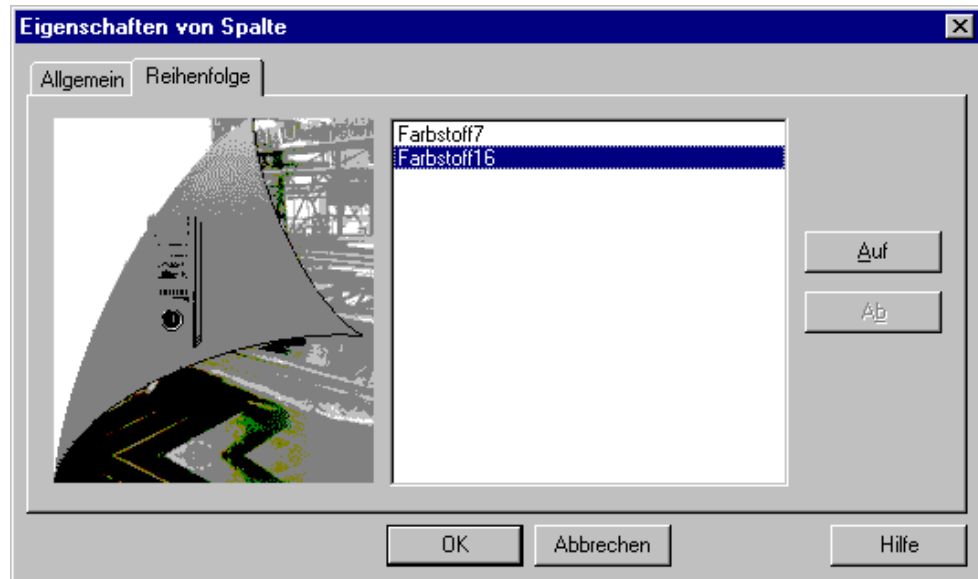 Eigenschaften von Spalte
Allgemein
Reihenfolge
Farbstoff7
Farbstoff16
Auf
Ab
OK
Abbrechen
Hilfe